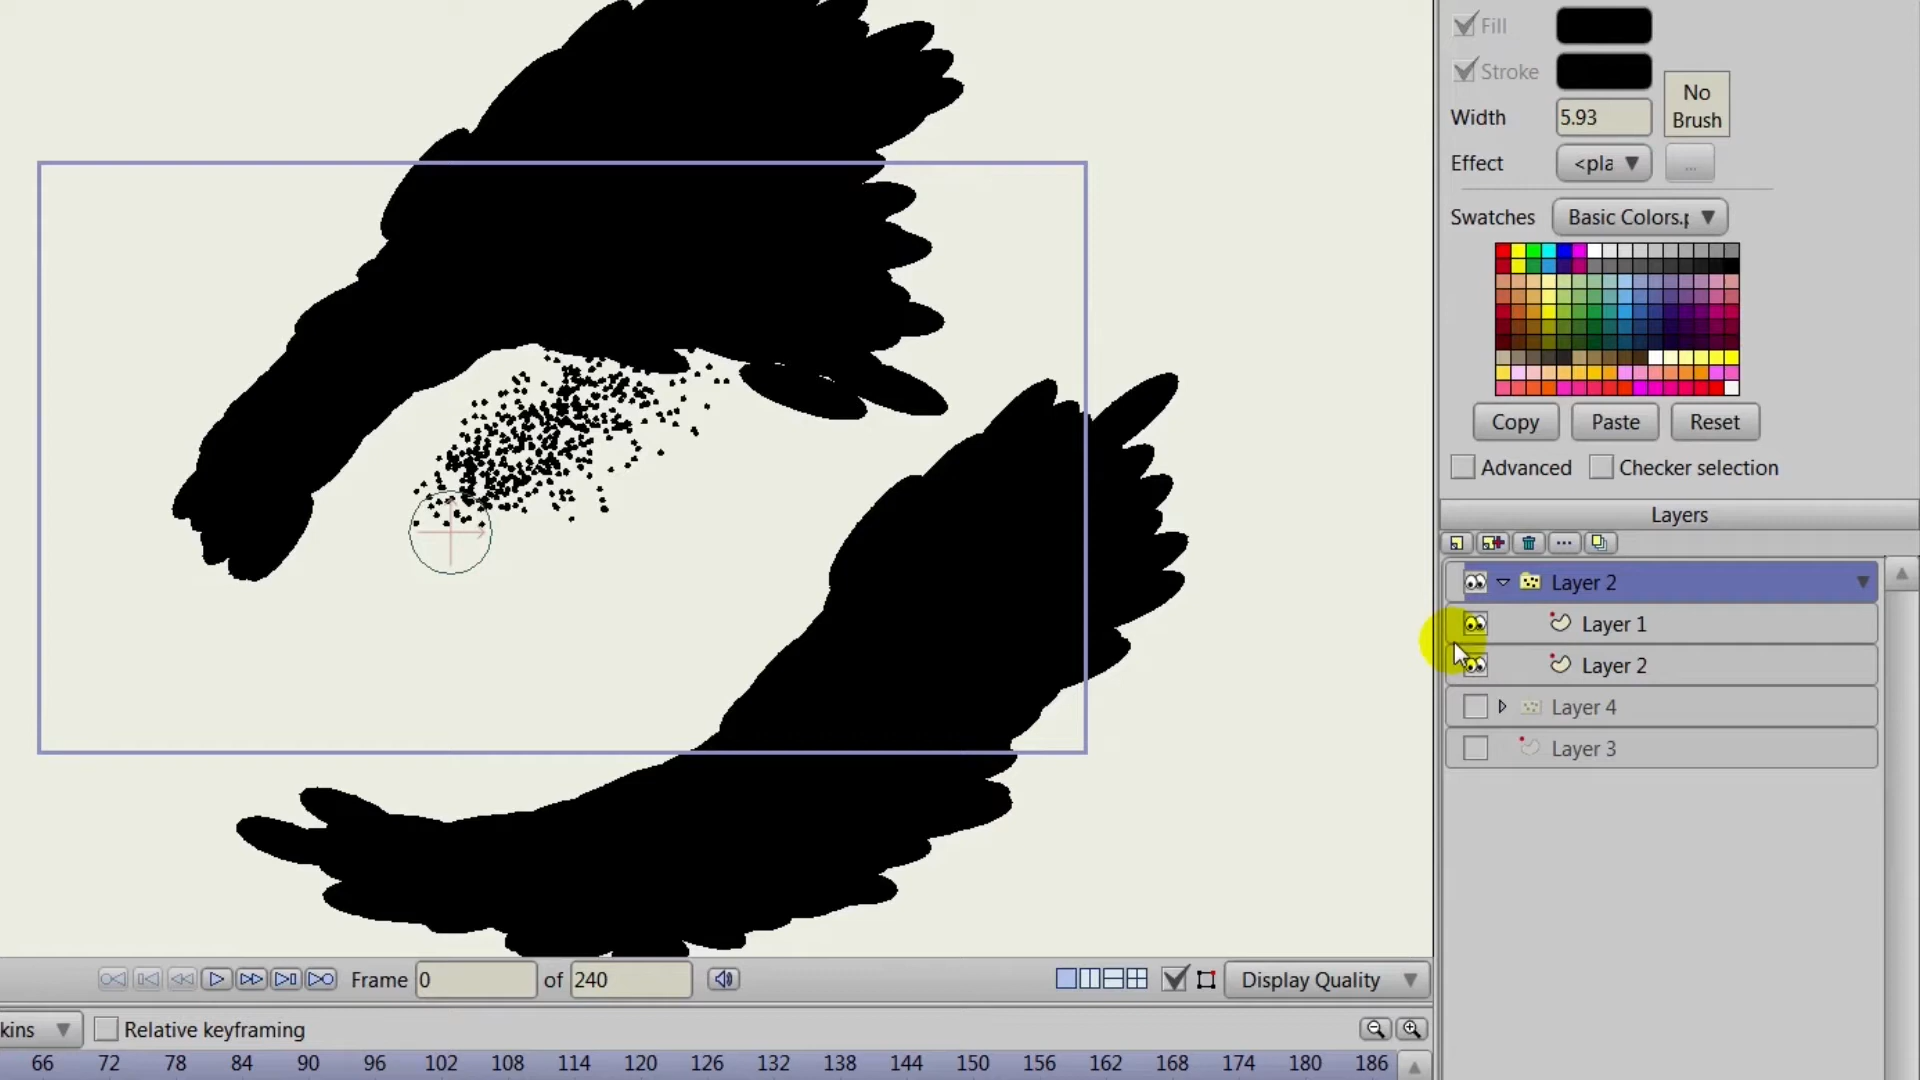 Fill
Stroke
No
Brush
Width 5.93
Effect <pla ...
Swatches Basic Colors.p
Copy Paste Reset
Advanced Checker selection
Layers
Layer 2
Layer 1
Layer 2
Layer 4
Layer 3
Frame 0 of 240 Display Quality
kins Relative keyframing
66 72 78 84 90 96 102 108 114 120 126 132 138 144 150 156 162 168 174 180 186